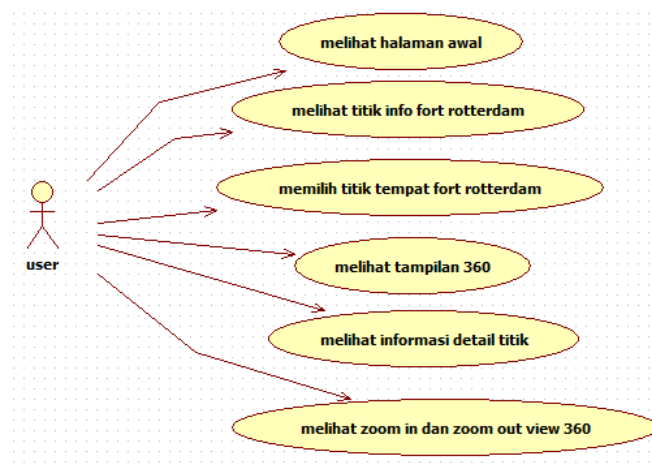 melihat halaman awal
melihat titik info fort rotterdam
memilih titik tempat fort rotterdam
user
melihat tampilan 360
melihat informasi detail titik
melihat zoom in dan zoom out view 360